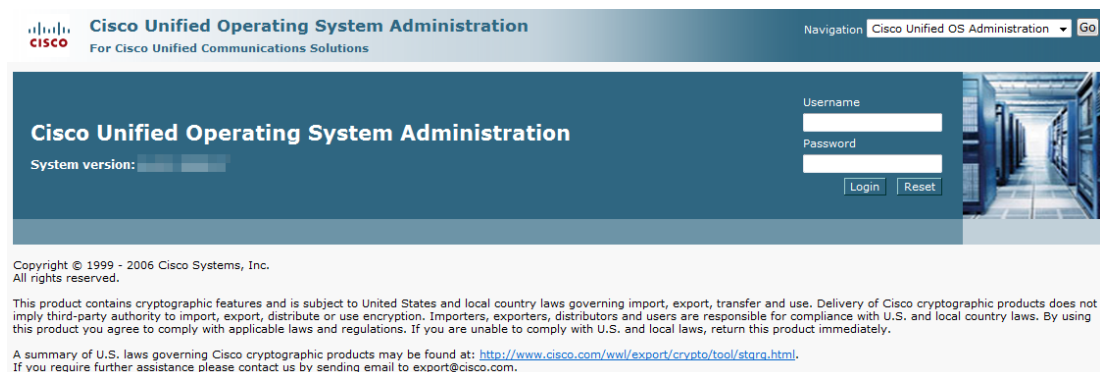 CISCO
Cisco Unified Operating System Administration
For Cisco Unified Communications Solutions
Navigation Cisco Unified OS Administration Go
Cisco Unified Operating System Administration
System version:
Username
Password
Login Reset
Copyright © 1999 - 2006 Cisco Systems, Inc.
All rights reserved.
This product contains cryptographic features and is subject to United States and local country laws governing import, export, transfer and use. Delivery of Cisco cryptographic products does not
imply third-party authority to import, export, distribute or use encryption. Importers, exporters, distributors and users are responsible for compliance with U.S. and local country laws. By using
this product you agree to comply with applicable laws and regulations. If you are unable to comply with U.S. and local laws, return this product immediately.
A summary of U.S. laws governing Cisco cryptographic products may be found at: http://www.cisco.com/wwl/export/crypto/tool/stqrg.html.
If you require further assistance please contact us by sending email to export@cisco.com.